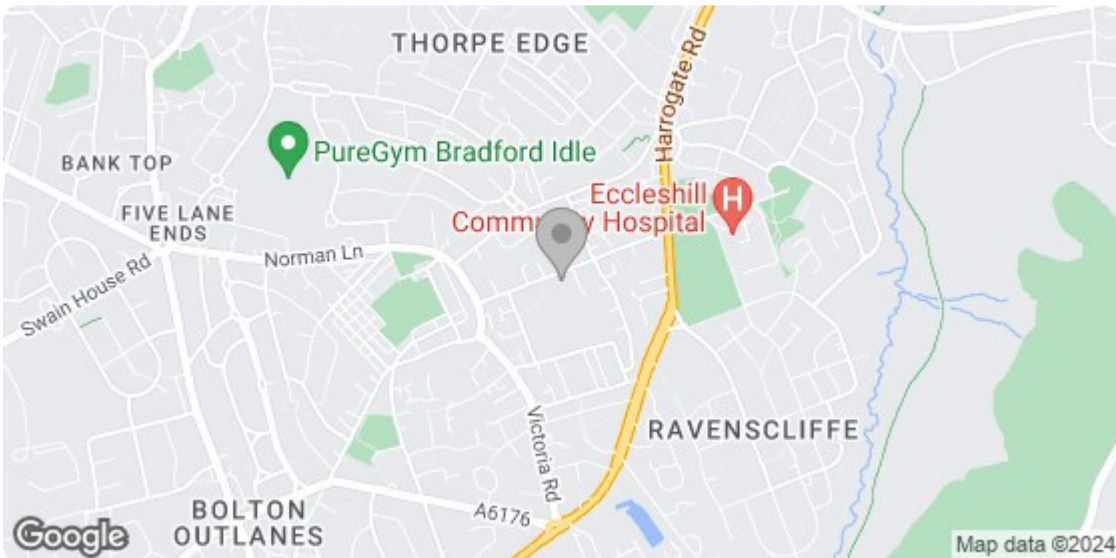 THORPE EDGE
Harrogate Rd
PureGym Bradford Idle
BANK TOP
Eccleshill
Hospital
H
FIVE LANE
ENDS
Norman Ln
Swain House Rd
Victoria Rd
RAVENSCLIFFE
BOLTON
OUTLANES
A6176
Google
Map data ©2024